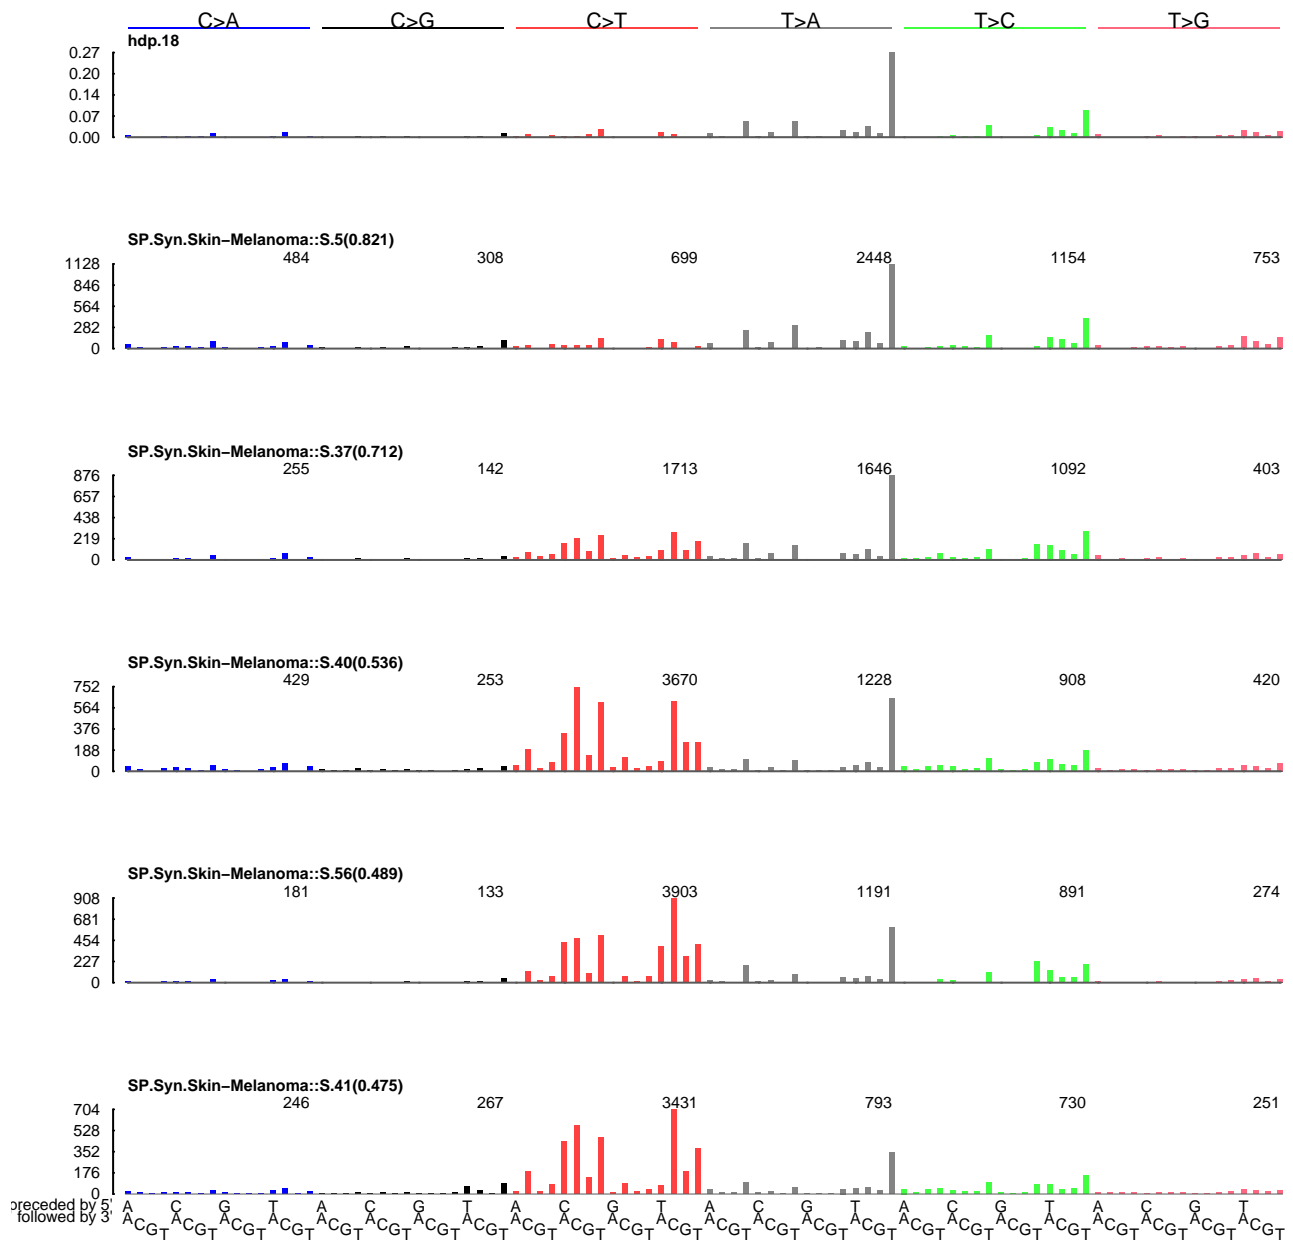 C>A C>G C>T T>A T>C T>G
hdp.18
0.27
0.20
0.14
0.07
0.00
SP.Syn.Skin−Melanoma::S.5(0.821)
484 308 699 2448 1154 753
1128
846
564
282
0
SP.Syn.Skin−Melanoma::S.37(0.712)
255 142 1713 1646 1092 403
876
657
438
219
0
SP.Syn.Skin−Melanoma::S.40(0.536)
429 253 3670 1228 908 420
752
564
376
188
0
SP.Syn.Skin−Melanoma::S.56(0.489)
181 133 3903 1191 891 274
908
681
454
227
0
SP.Syn.Skin−Melanoma::S.41(0.475)
246 267 3431 793 730 251
704
528
352
176
0
preceded by 5' A C G T A C G T A C G T A C G T A C G T A C G T
followed by 3' A C G T A C G T A C G T A C G T A C G T A C G T A C G T A C G T A C G T A C G T A C G T A C G T A C G T A C G T A C G T A C G T A C G T A C G T A C G T A C G T A C G T A C G T A C G T A C G T